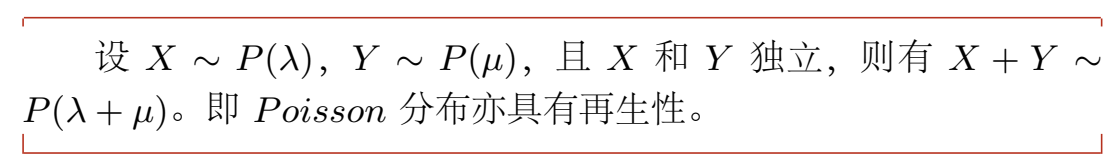 设 X ∼ P(λ)，Y ∼ P(μ)，且 X 和 Y 独立，则有 X + Y ∼
P(λ + μ)。即 Poisson 分布亦具有再生性。